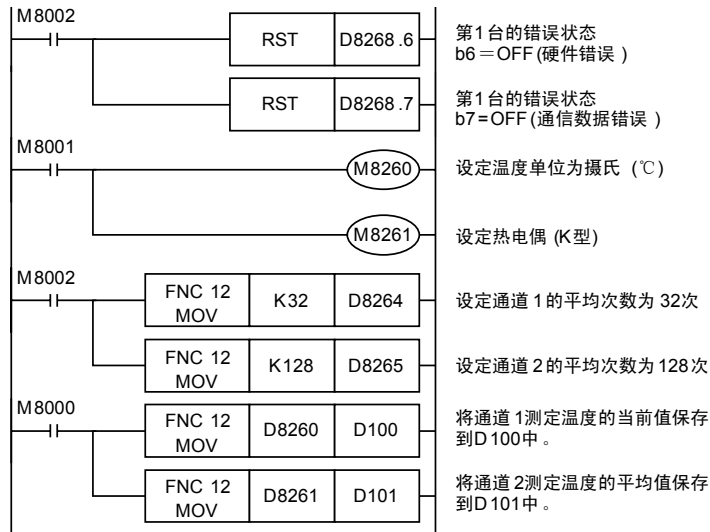 M8002
RST D8268.6
第1台的错误状态
b6=OFF(硬件错误)
RST D8268.7
第1台的错误状态
b7=OFF(通信数据错误)
M8001
M8260
设定温度单位为摄氏 (℃)
M8261
设定热电偶 (K型)
M8002
FNC 12
MOV
K32 D8264
设定通道1的平均次数为32次
FNC 12
MOV
K128 D8265
设定通道2的平均次数为128次
M8000
FNC 12
MOV
D8260 D100
将通道1测定温度的当前值保存
到D100中。
FNC 12
MOV
D8261 D101
将通道2测定温度的平均值保存
到D101中。